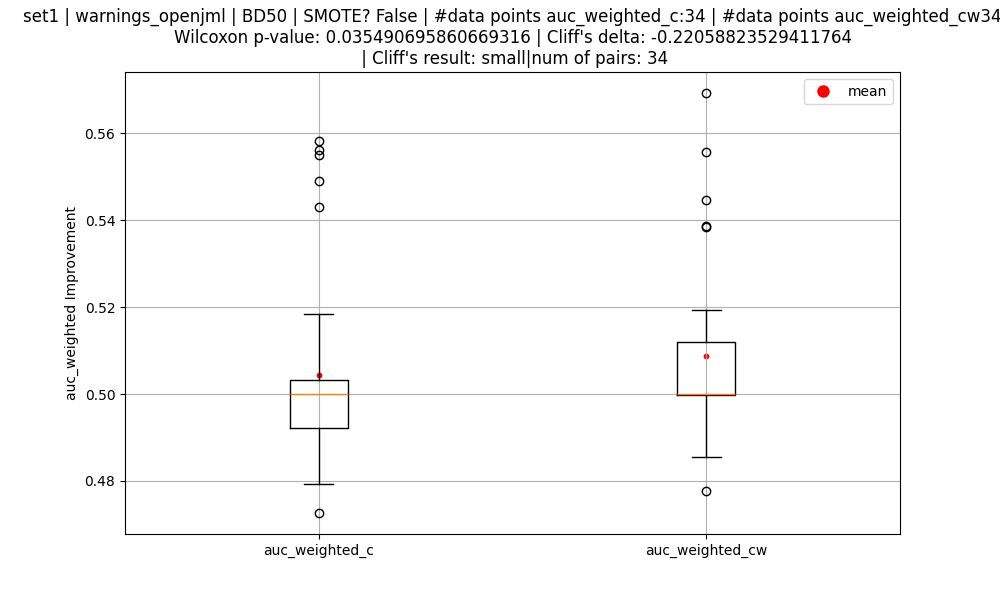 set1 | warnings_openjml | BD50 | SMOTE? False | #data points auc_weighted_c:34 | #data points auc_weighted_cw34
Wilcoxon p-value: 0.035490695860669316 | Cliff's delta: -0.22058823529411764
| Cliff's result: small|num of pairs: 34
mean
0.56
0.54
0.52
0.50
0.48
auc_weighted Improvement
auc_weighted_c
auc_weighted_cw